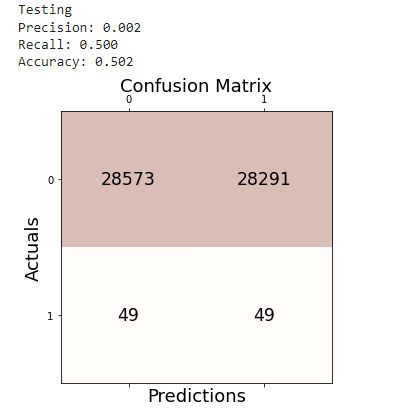 Testing
Precision: 0.002
Recall: 0.500
Accuracy: 0.502
Confusion Matrix
0 1
0 28573 28291
Actuals
1 49 49
Predictions